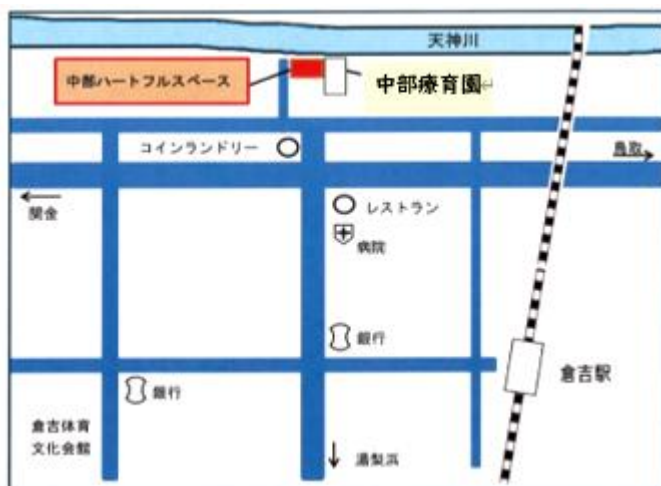 天神川
中部ハートフルスペース
中部療育園
コインランドリー
鳥取
関金
レストラン
病院
銀行
銀行
倉吉駅
倉吉体育
文化会館
湯梨浜